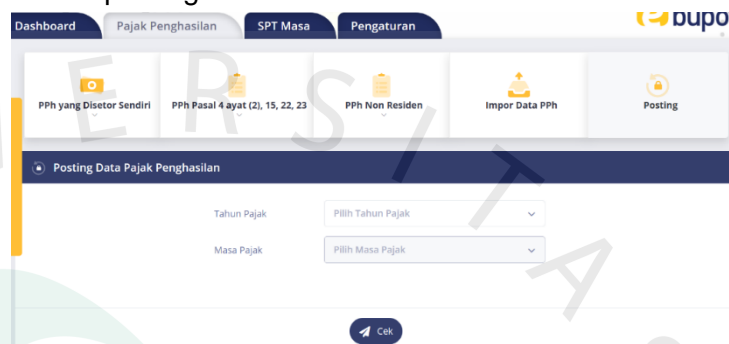 Dashboard Pajak Penghasilan SPT Masa Pengaturan
bupo
PPh yang Disetor Sendiri PPh Pasal 4 ayat (2), 15, 22, 23 PPh Non Residen Impor Data PPh Posting
Posting Data Pajak Penghasilan
Tahun Pajak Pilih Tahun Pajak
Masa Pajak Pilih Masa Pajak
Cek
E R S I T A